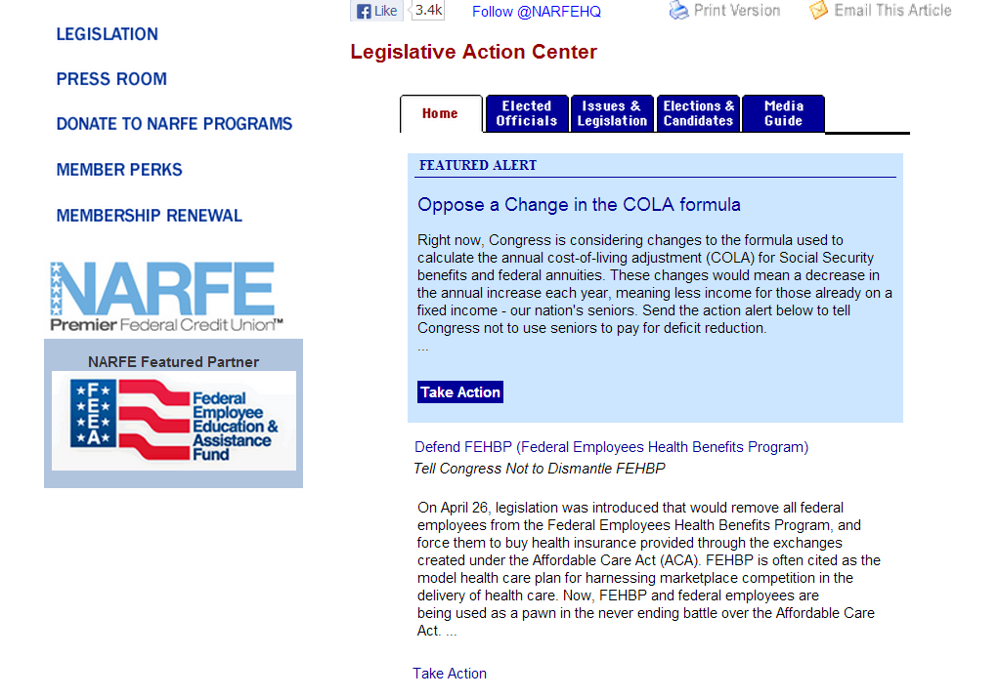 LEGISLATION
PRESS ROOM
DONATE TO NARFE PROGRAMS
MEMBER PERKS
MEMBERSHIP RENEWAL
NARFE
Premier Federal Credit Union™
NARFE Featured Partner
FEEA
Federal
Employee
Education &
Assistance
Fund
Like
3.4k
Follow @NARFEHQ
Print Version
Email This Article
Legislative Action Center
Home
Elected
Officials
Issues &
Legislation
Elections &
Candidates
Media
Guide
FEATURED ALERT
Oppose a Change in the COLA formula
Right now, Congress is considering changes to the formula used to
calculate the annual cost-of-living adjustment (COLA) for Social Security
benefits and federal annuities. These changes would mean a decrease in
the annual increase each year, meaning less income for those already on a
fixed income - our nation's seniors. Send the action alert below to tell
Congress not to use seniors to pay for deficit reduction.
...
Take Action
Defend FEHBP (Federal Employees Health Benefits Program)
Tell Congress Not to Dismantle FEHBP
On April 26, legislation was introduced that would remove all federal
employees from the Federal Employees Health Benefits Program, and
force them to buy health insurance provided through the exchanges
created under the Affordable Care Act (ACA). FEHBP is often cited as the
model health care plan for harnessing marketplace competition in the
delivery of health care. Now, FEHBP and federal employees are
being used as a pawn in the never ending battle over the Affordable Care
Act. ...
Take Action